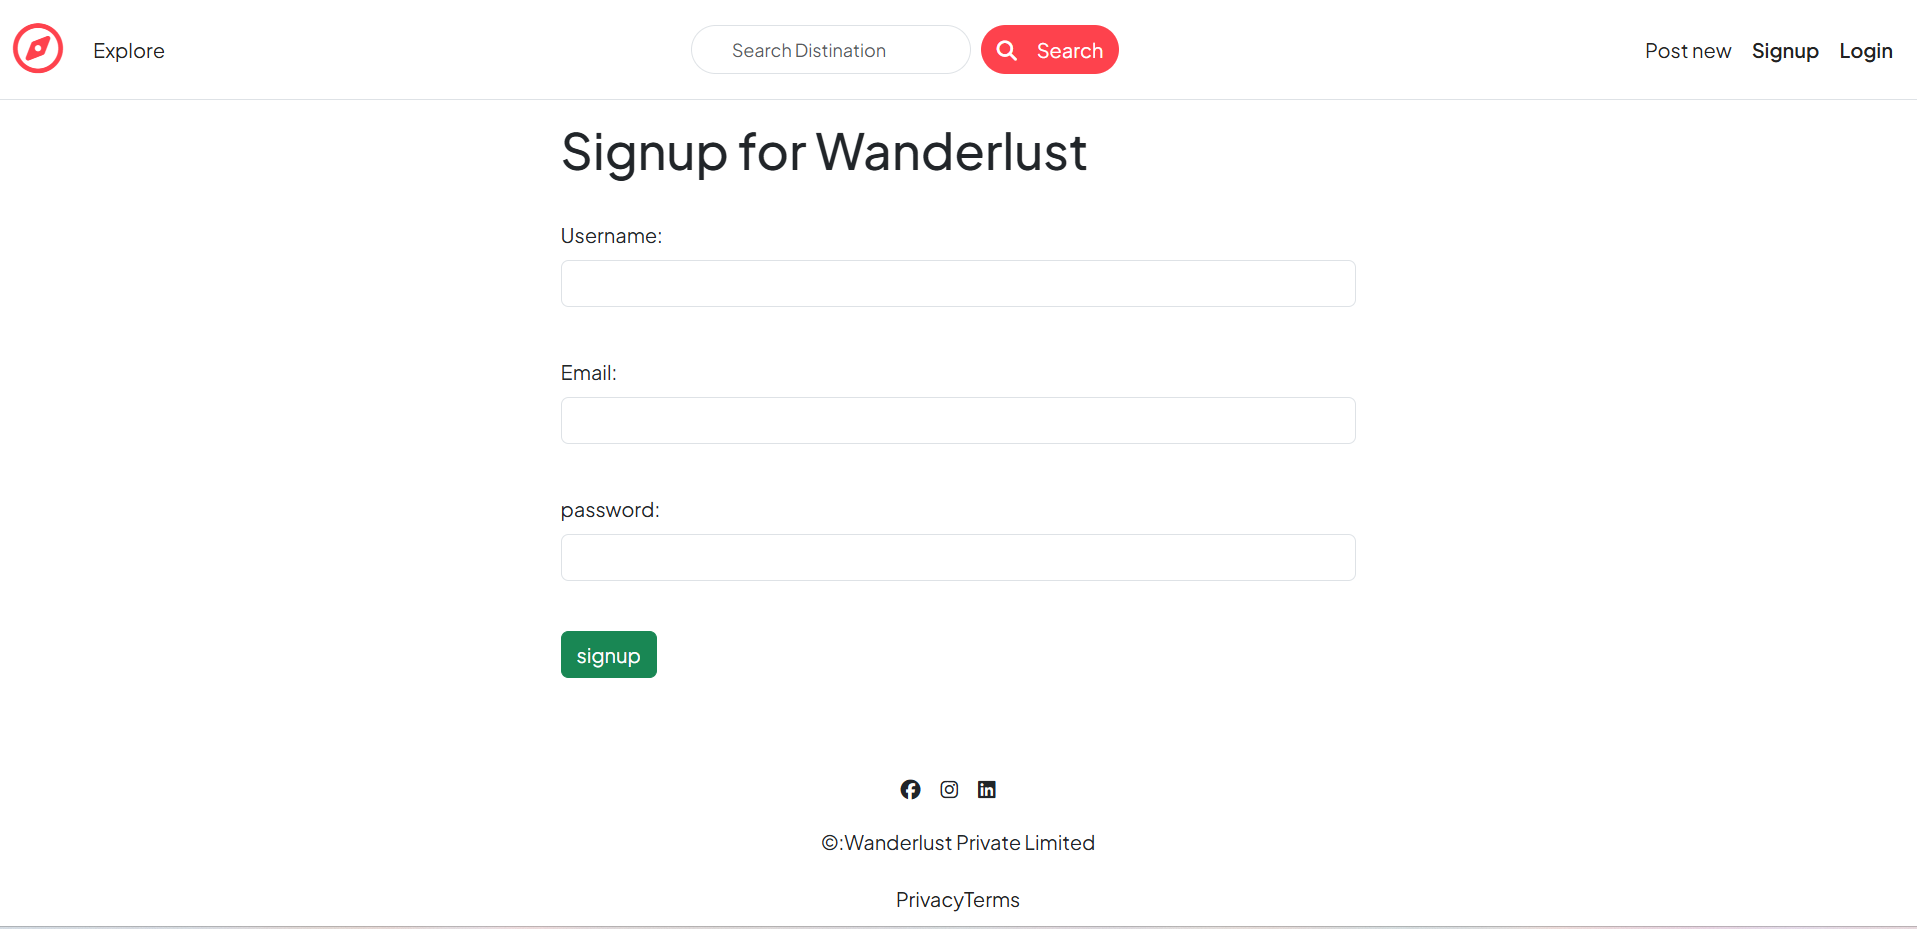 Explore
Search Distination
Search
Post new
Signup
Login
Signup for Wanderlust
Username:
Email:
password:
signup
©:Wanderlust Private Limited
PrivacyTerms